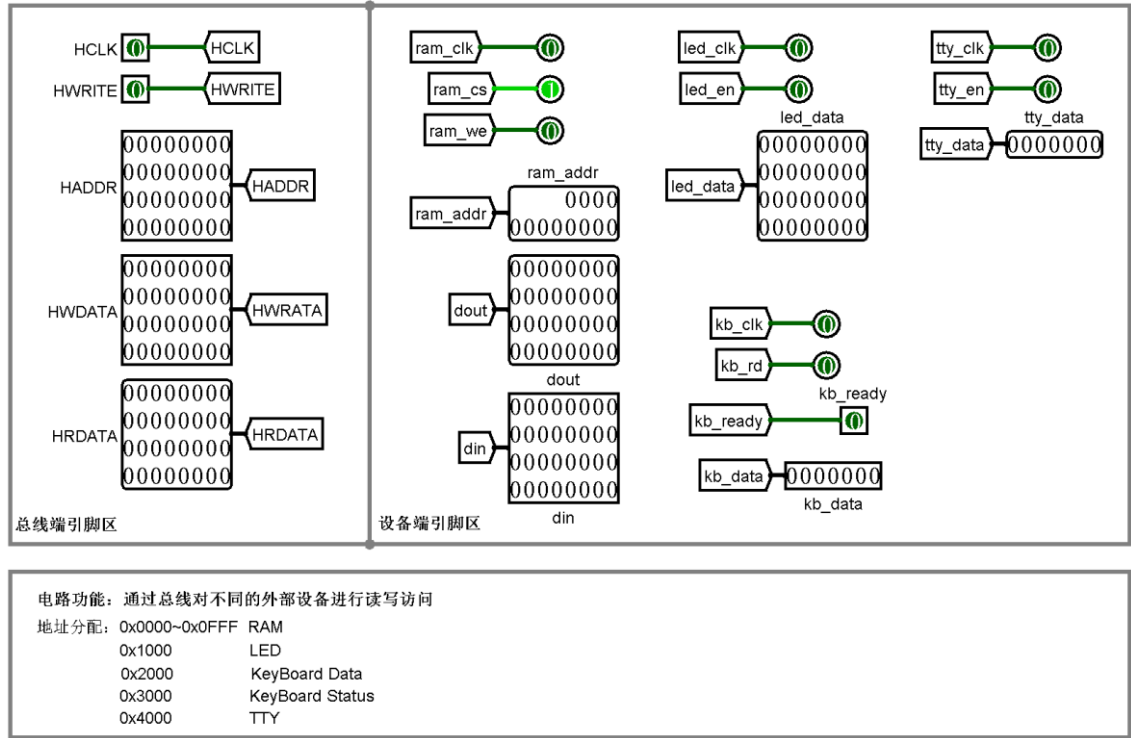 HCLK 0 HCLK
HWRITE 0 HWRITE
HADDR
00000000
00000000
00000000
00000000
HADDR
HWDATA
00000000
00000000
00000000
00000000
HWRATA
HRDATA
00000000
00000000
00000000
00000000
HRDATA
总线端引脚区
ram_clk 0
ram_cs 1
ram_we 0
ram_addr
ram_addr
0000
00000000
dout
00000000
00000000
00000000
00000000
dout
din
00000000
00000000
00000000
00000000
din
led_clk 0
led_en 0
led_data
led_data
00000000
00000000
00000000
00000000
kb_clk 0
kb_rd 0
kb_ready
kb_ready 0
kb_data 0000000
kb_data
tty_clk 0
tty_en 0
tty_data
tty_data 0000000
设备端引脚区
电路功能：通过总线对不同的外部设备进行读写访问
地址分配：0x0000~0x0FFF RAM
0x1000 LED
0x2000 KeyBoard Data
0x3000 KeyBoard Status
0x4000 TTY